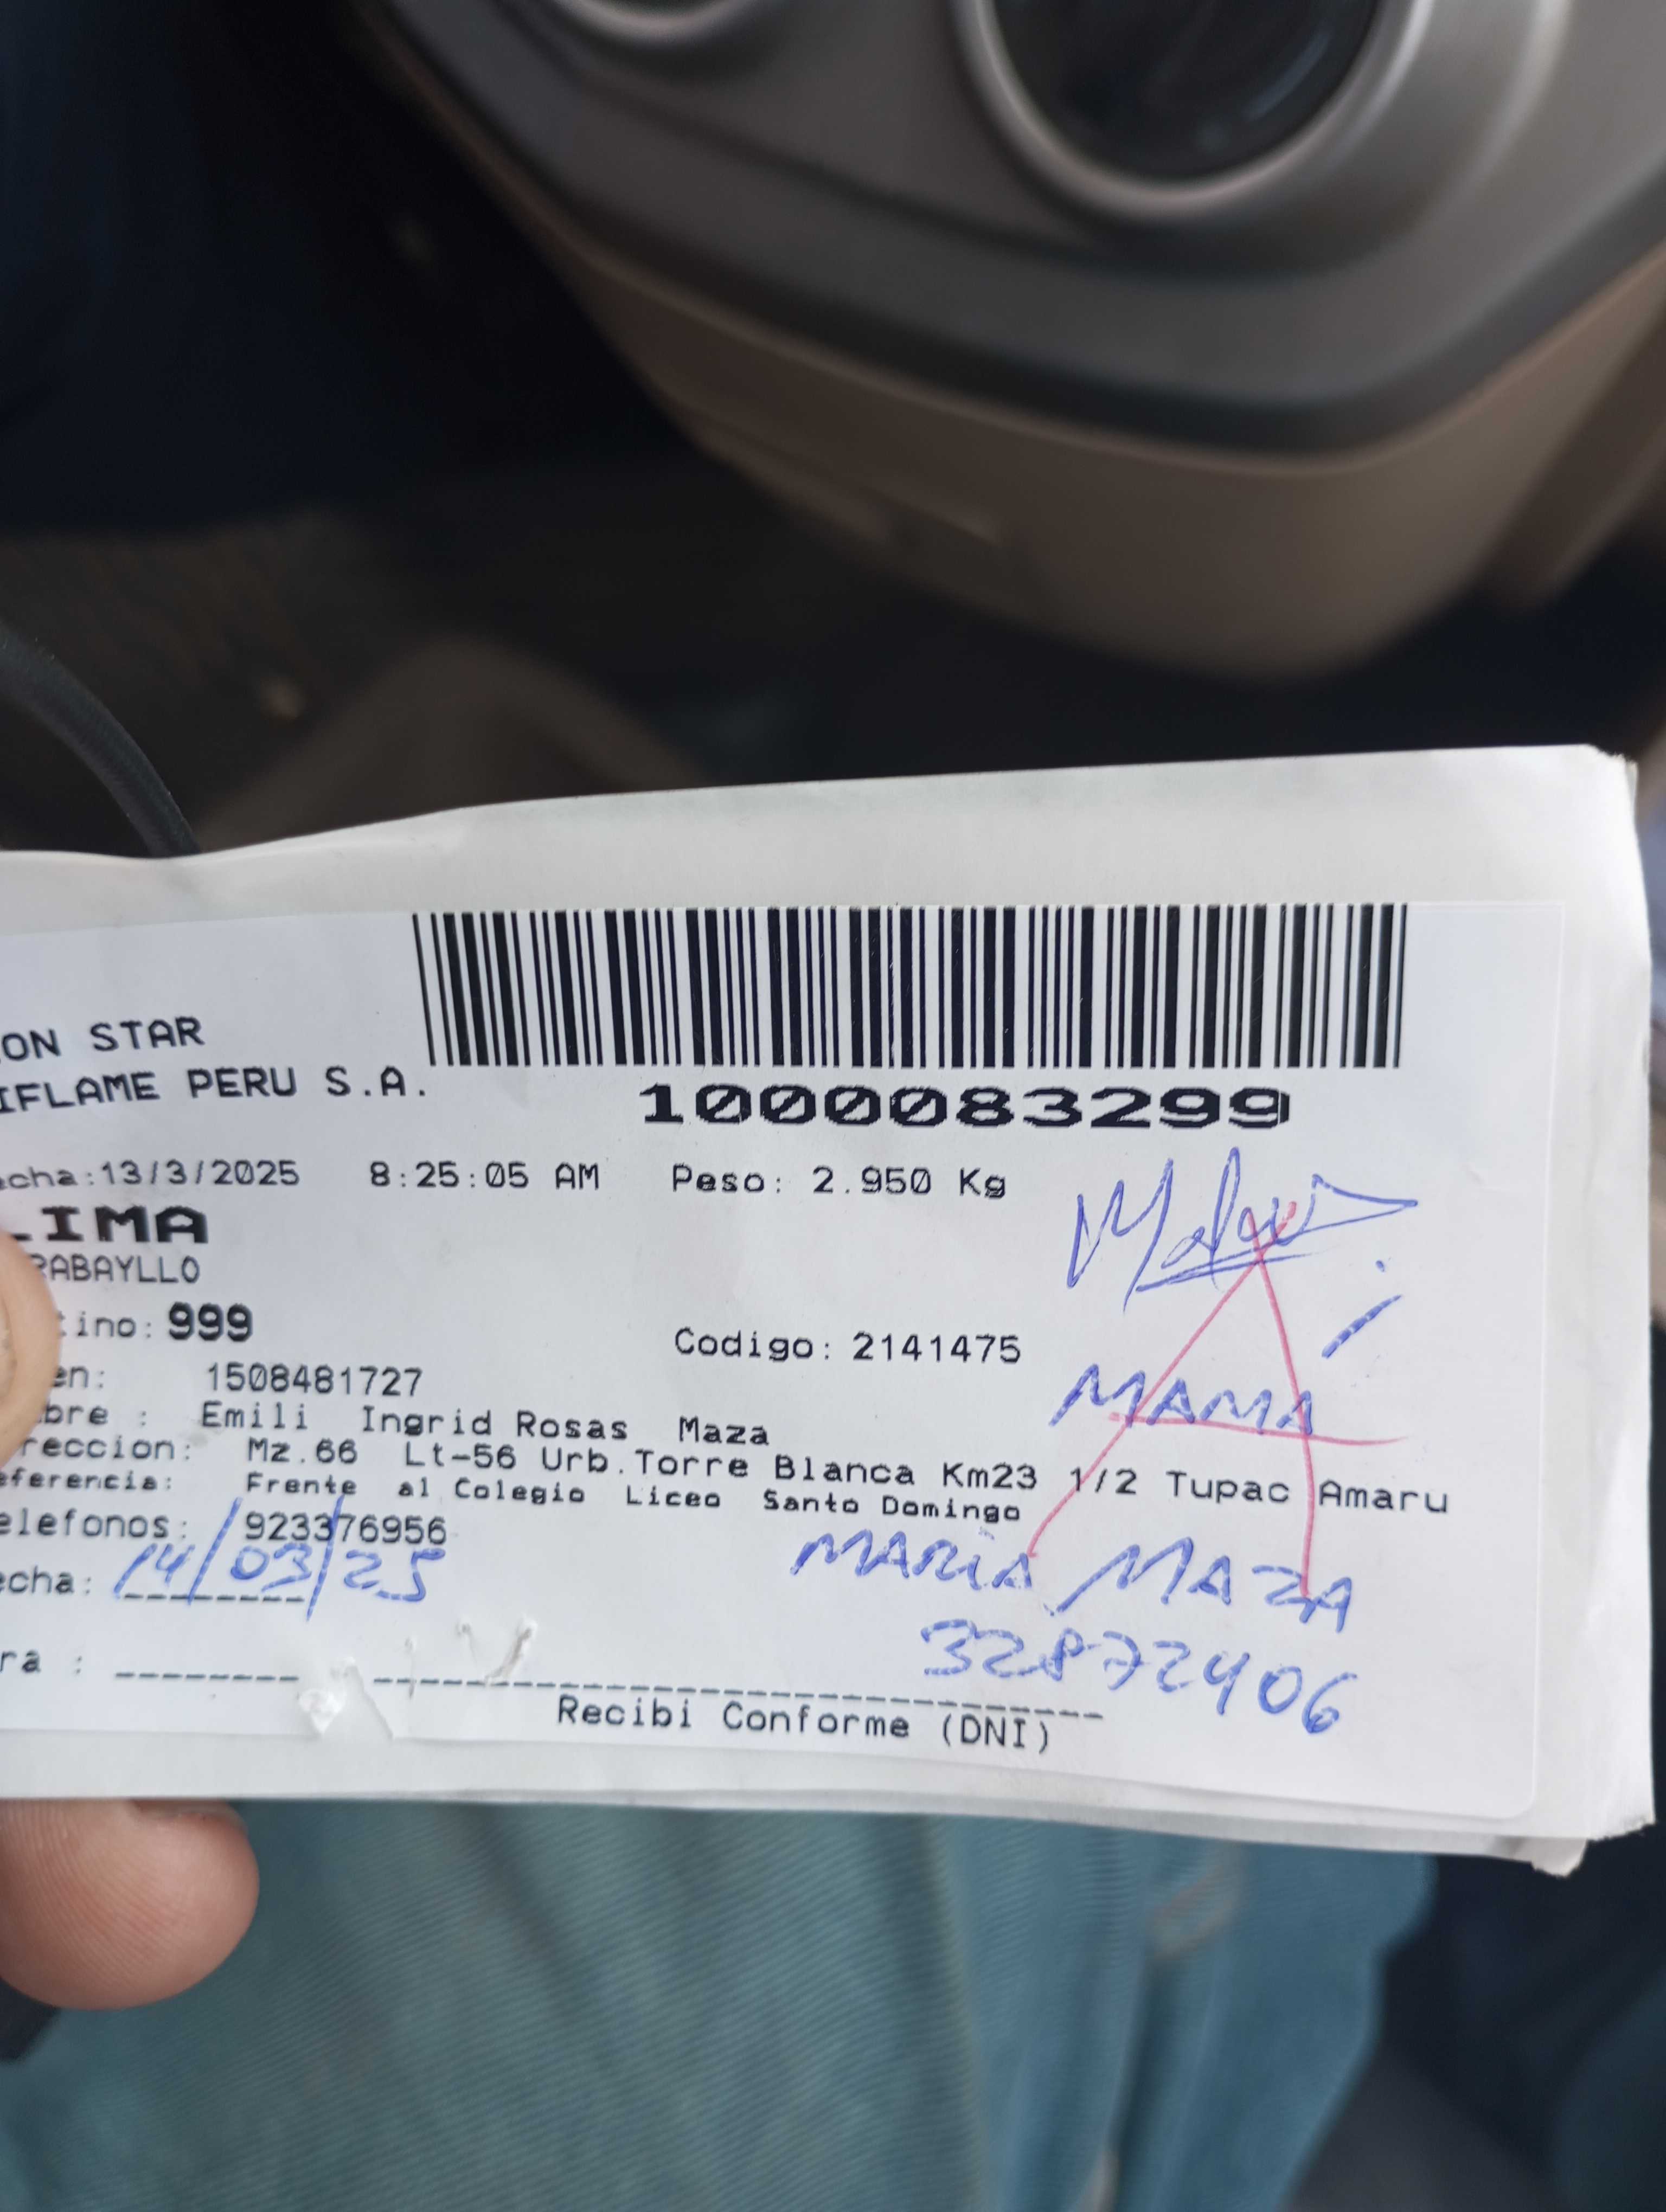 ON STAR
IFLAME PERU S.A.
1000083299
cha:13/3/2025 8:25:05 AM Peso: 2.950 Kg
LIMA
RABAYLLO
tino: 999
Codigo: 2141475
en: 1508481727
MAMA
bre : Emili Ingrid Rosas Maza
reccion: Mz.66 Lt-56 Urb.Torre Blanca Km23 1/2 Tupac Amaru
eferencia: Frente al Colegio Liceo Santo Domingo
elefonos: 923376956
MARIA MAZA
echa: 14/03/25
32872406
ra :
Recibi Conforme (DNI)